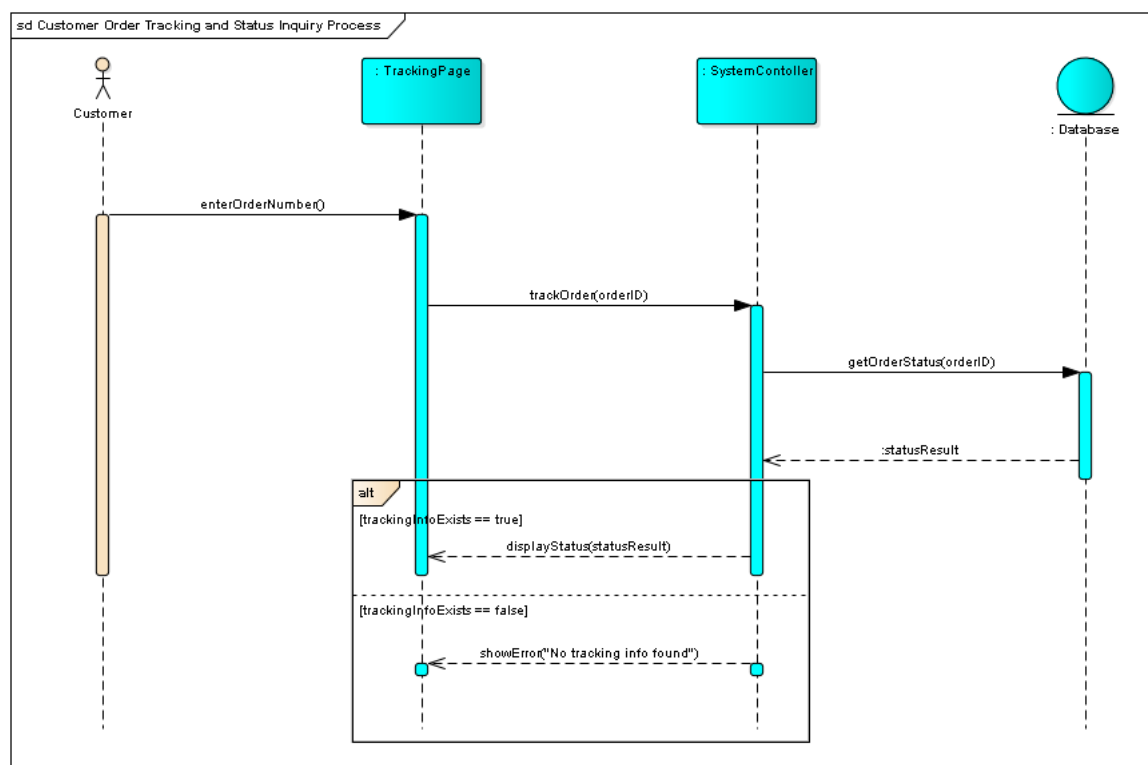 sd Customer Order Tracking and Status Inquiry Process
: TrackingPage
: SystemContoller
Customer
: Database
enterOrderNumber()
trackOrder(orderID)
getOrderStatus(orderID)
:statusResult
alt
[trackingInfoExists == true]
displayStatus(statusResult)
[trackingInfoExists == false]
showError("No tracking info found")